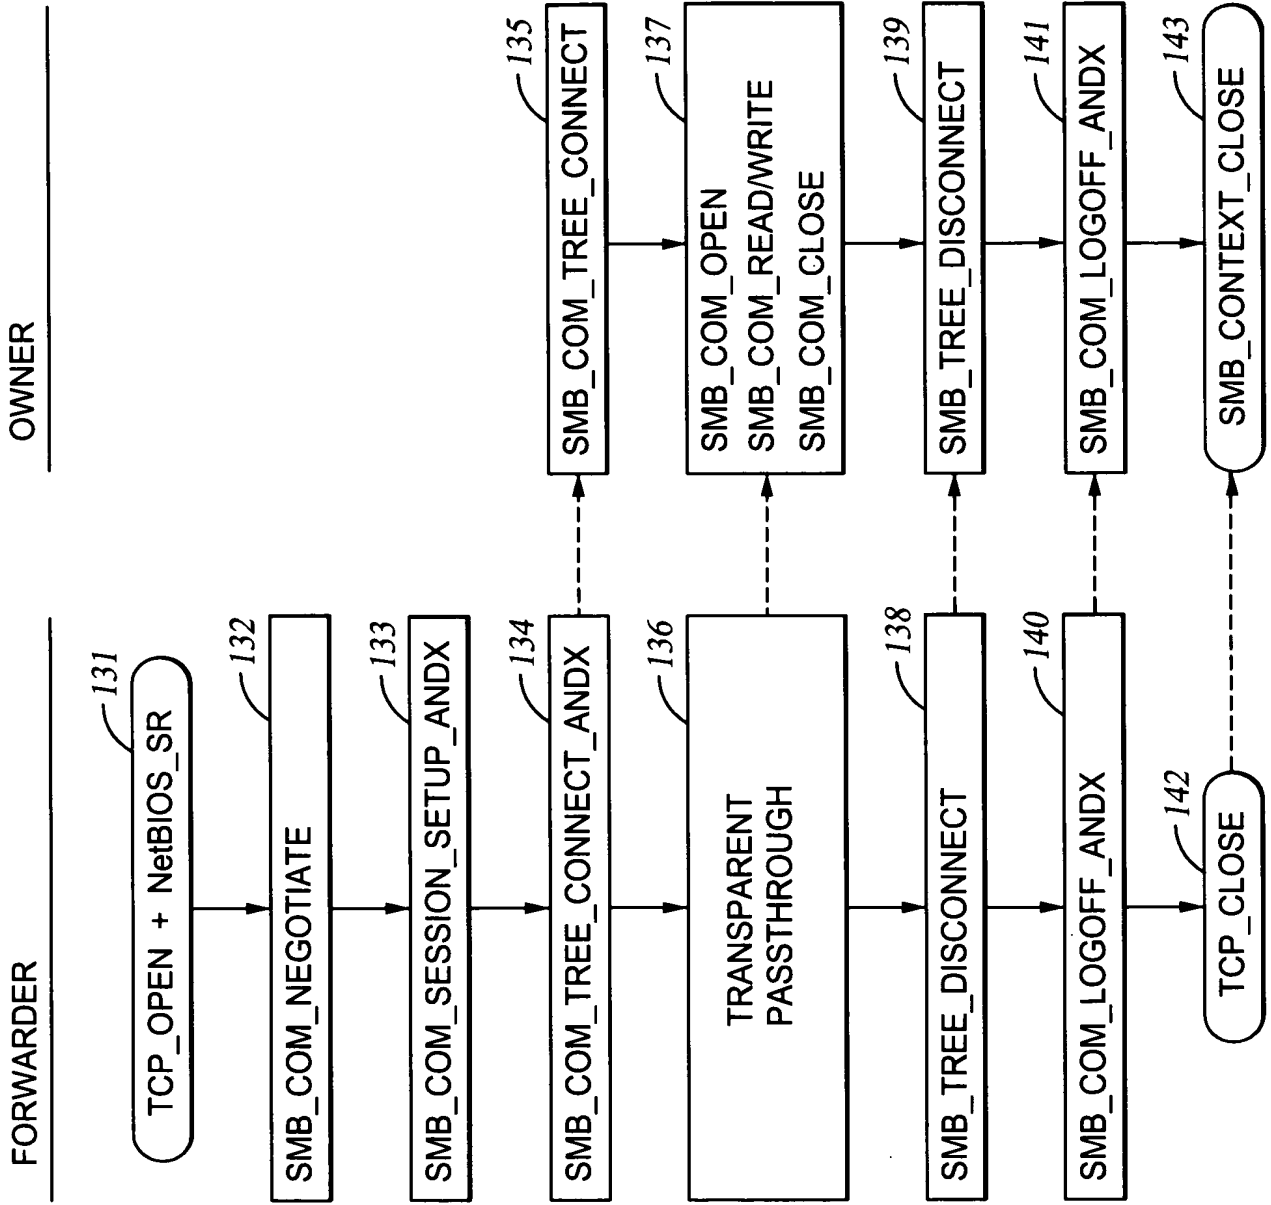 FORWARDER
OWNER
131
TCP_OPEN + NetBIOS_SR
132
SMB_COM_NEGOTIATE
133
SMB_COM_SESSION_SETUP_ANDX
134
SMB_COM_TREE_CONNECT_ANDX
135
SMB_COM_TREE_CONNECT
136
TRANSPARENT
PASSTHROUGH
137
SMB_COM_OPEN
SMB_COM_READ/WRITE
SMB_COM_CLOSE
138
SMB_TREE_DISCONNECT
139
SMB_TREE_DISCONNECT
140
SMB_COM_LOGOFF_ANDX
141
SMB_COM_LOGOFF_ANDX
142
TCP_CLOSE
143
SMB_CONTEXT_CLOSE